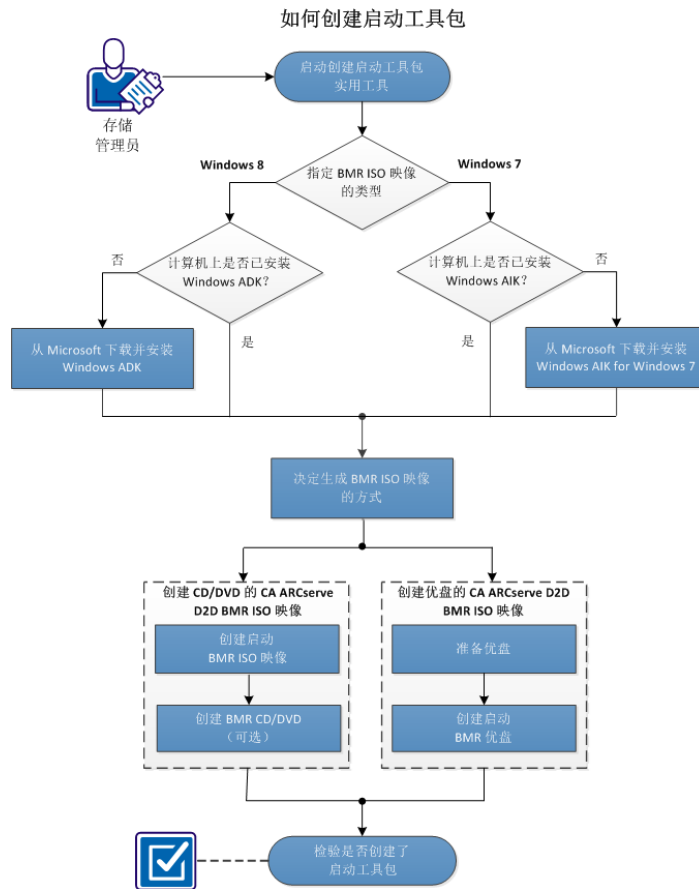 如何创建启动工具包
启动创建启动工具包
实用工具
存储
管理员
Windows 8
Windows 7
指定 BMR ISO 映像
的类型
否
计算机上是否已安装
Windows ADK？
计算机上是否已安装
Windows AIK？
否
从 Microsoft 下载并安装
Windows ADK
是
是
从 Microsoft 下载并安装
Windows AIK for Windows 7
决定生成 BMR ISO 映像
的方式
创建 CD/DVD 的 CA ARCserve
D2D BMR ISO 映像
创建启动
BMR ISO 映像
创建 BMR CD/DVD
（可选）
创建优盘的 CA ARCserve D2D
BMR ISO 映像
准备优盘
创建启动
BMR 优盘
检验是否创建了
启动工具包